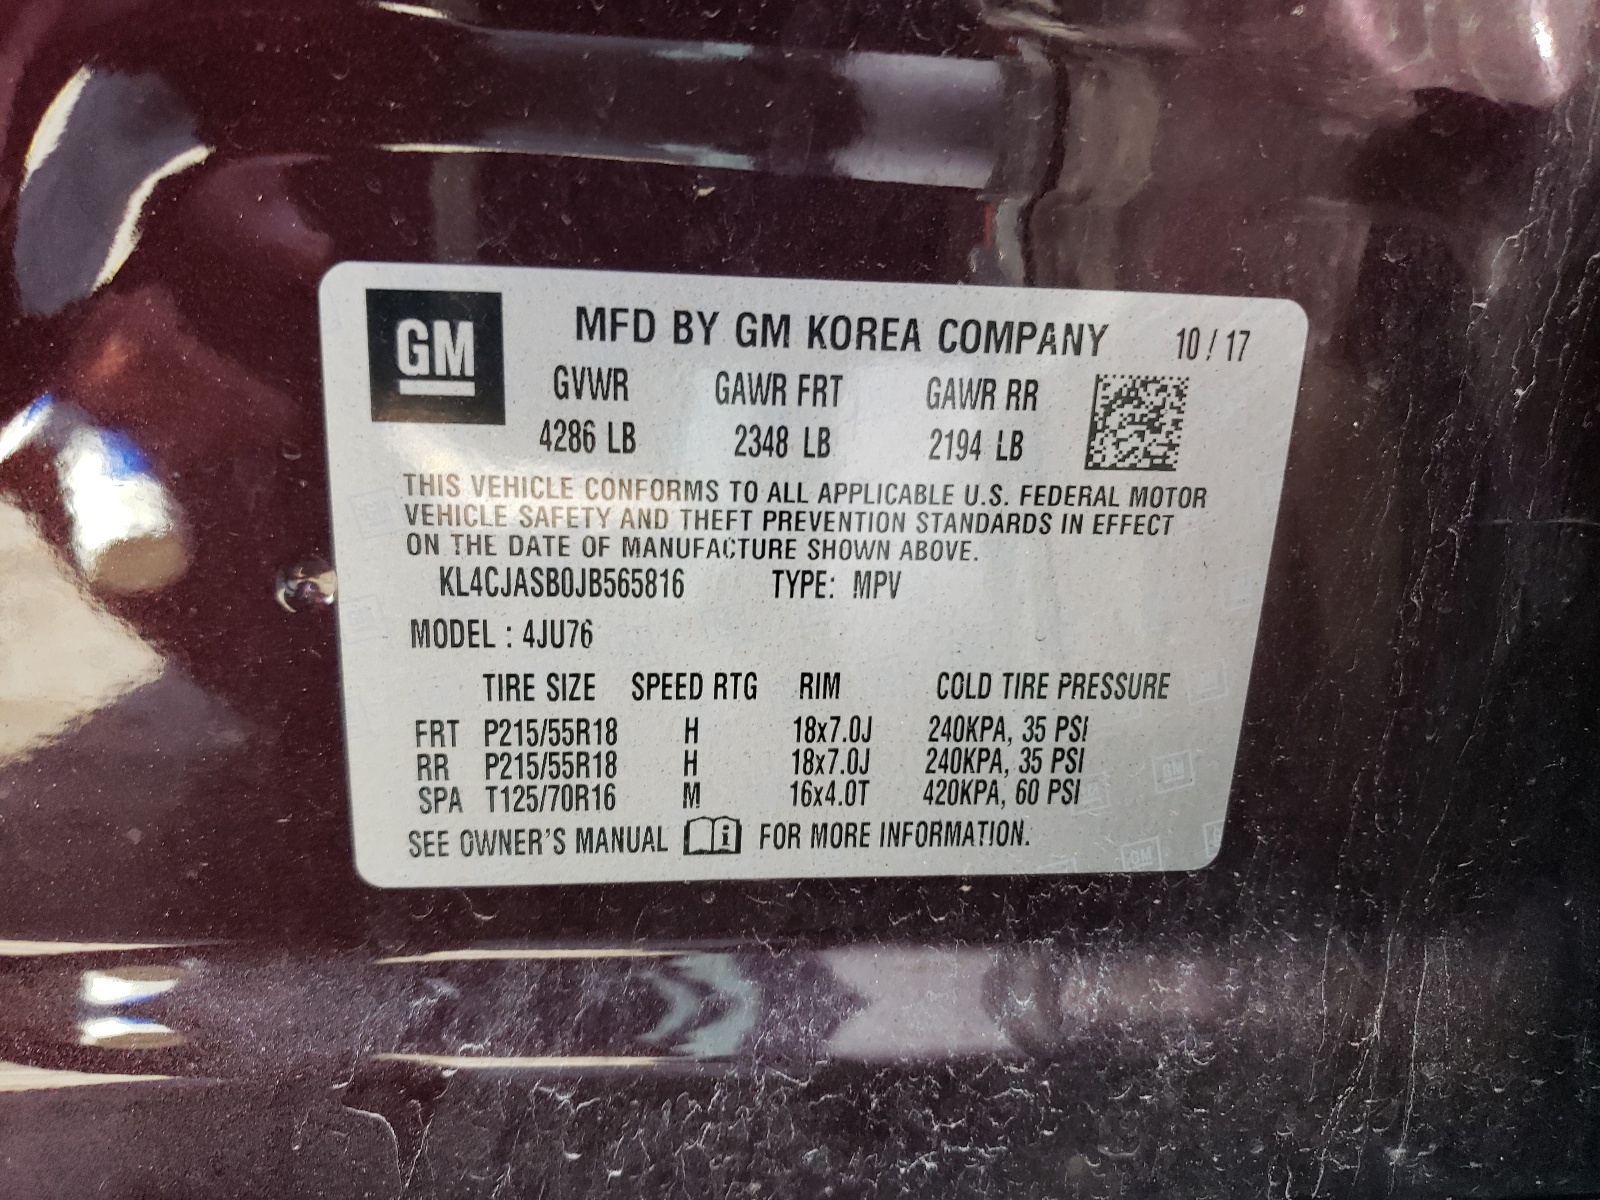 GM
MFD BY GM KOREA COMPANY 10 / 17
GVWR GAWR FRT GAWR RR
4286 LB 2348 LB 2194 LB
THIS VEHICLE CONFORMS TO ALL APPLICABLE U.S. FEDERAL MOTOR
VEHICLE SAFETY AND THEFT PREVENTION STANDARDS IN EFFECT
ON THE DATE OF MANUFACTURE SHOWN ABOVE.
KL4CJASB0JB565816 TYPE: MPV
MODEL : 4JU76
TIRE SIZE SPEED RTG RIM COLD TIRE PRESSURE
FRT P215/55R18 H 18x7.0J 240KPA, 35 PSI
RR P215/55R18 H 18x7.0J 240KPA, 35 PSI
SPA T125/70R16 M 16x4.0T 420KPA, 60 PSI
SEE OWNER'S MANUAL i FOR MORE INFORMATION.